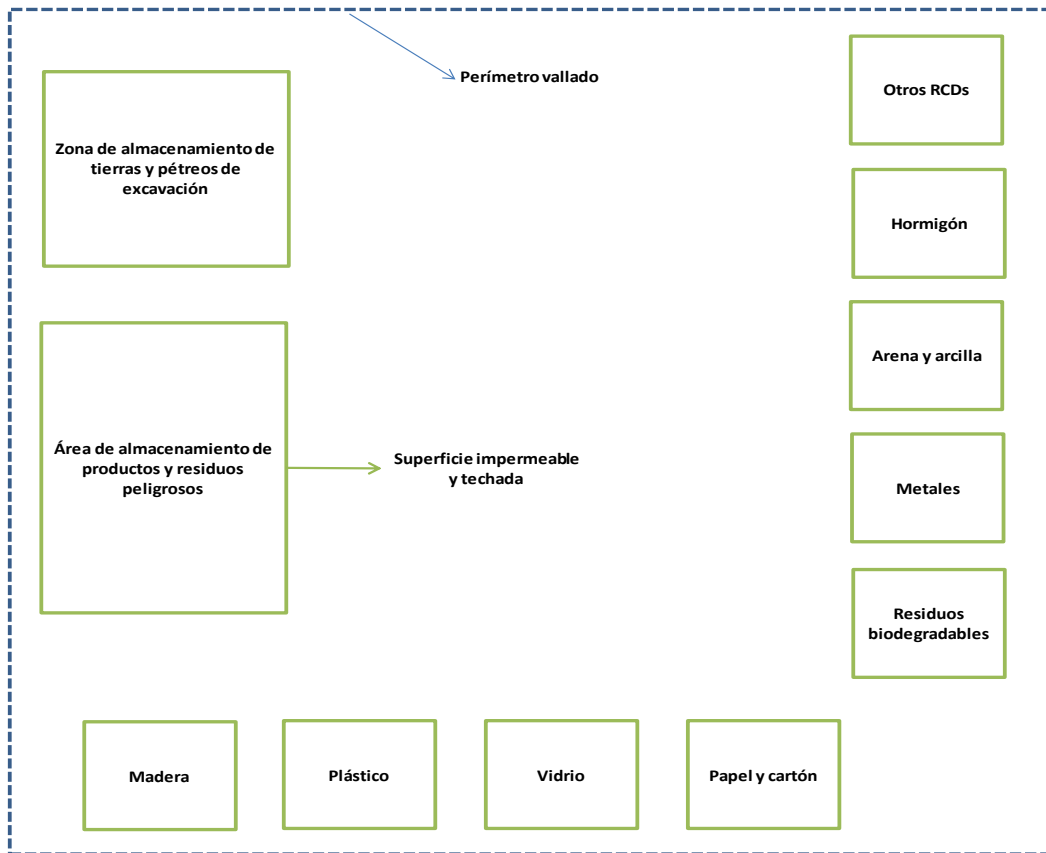 Perímetro vallado
Otros RCDs
Zona de almacenamiento de
tierras y pétreos de
excavación
Hormigón
Arena y arcilla
Área de almacenamiento de
productos y residuos
peligrosos
Superficie impermeable
y techada
Metales
Residuos
biodegradables
Madera
Plástico
Vidrio
Papel y cartón